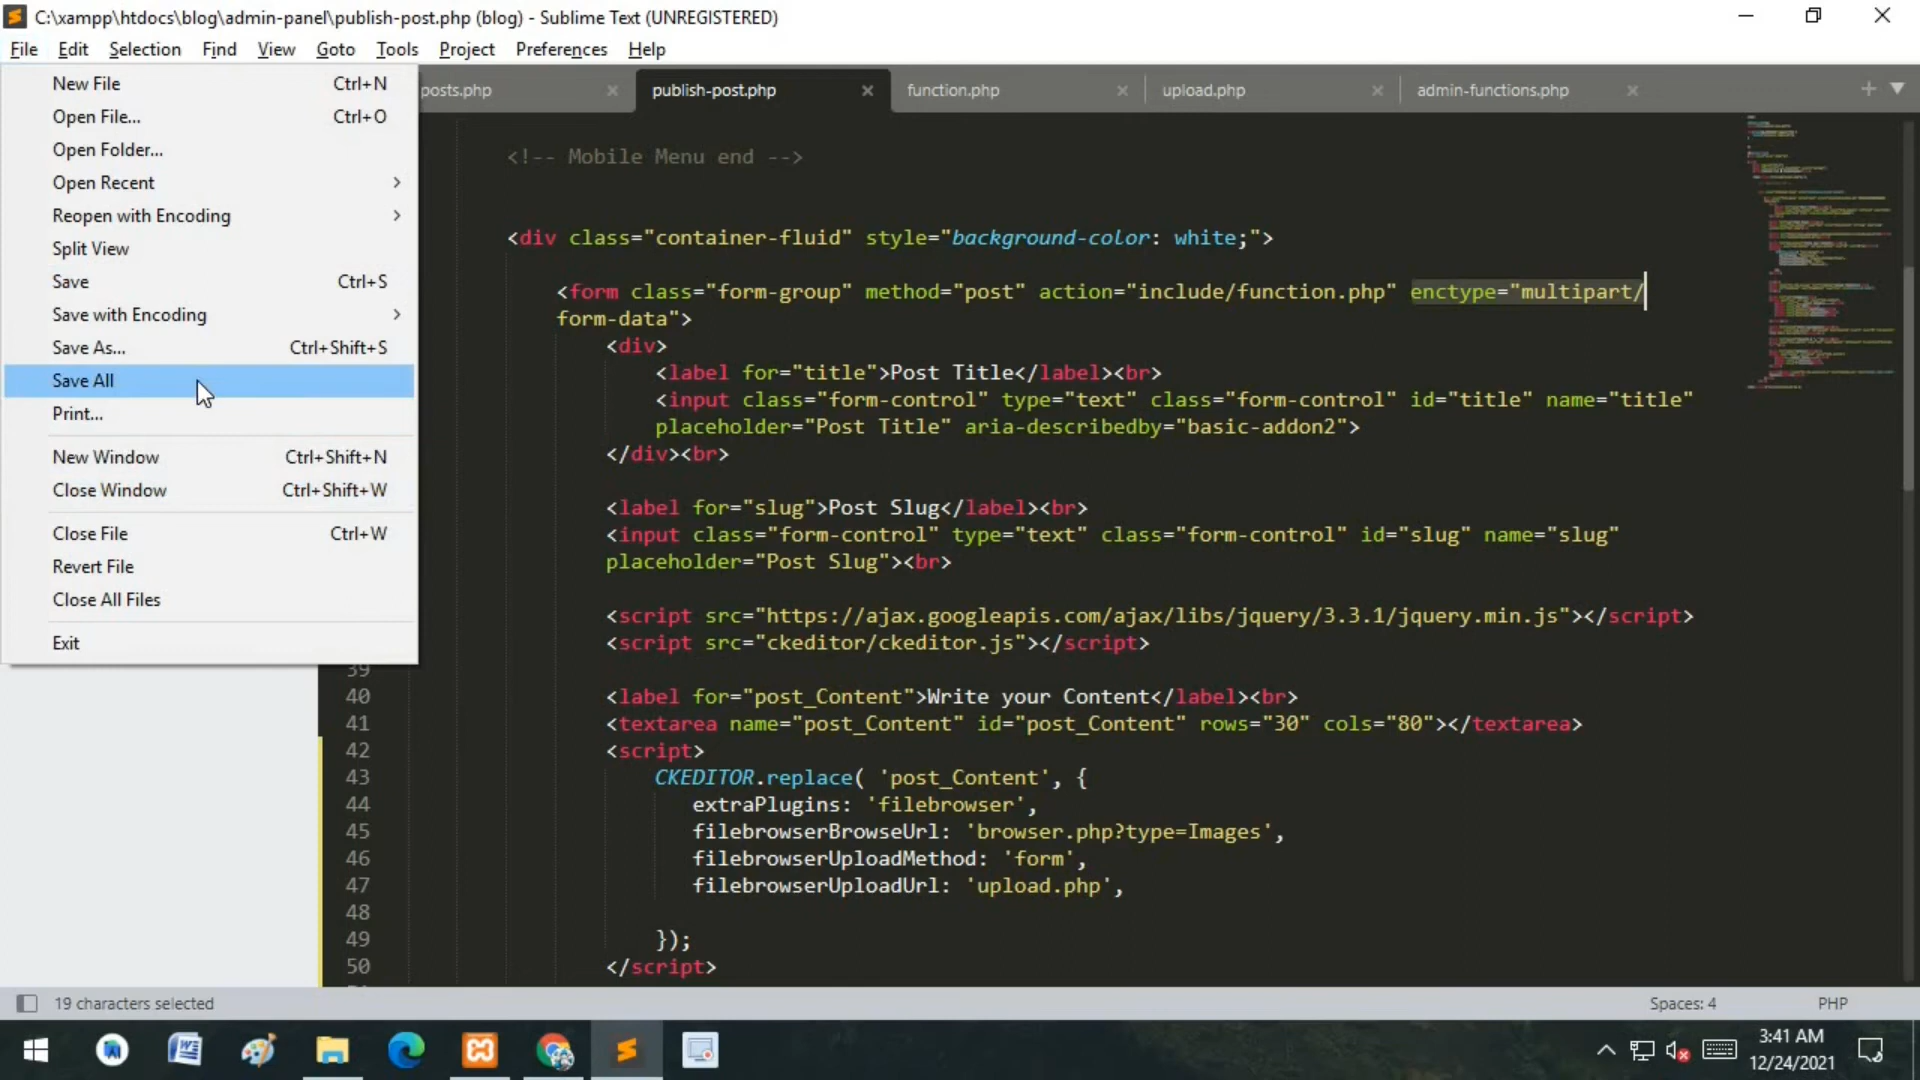 C:\xampp\htdocs\blog\admin-panel\publish-post.php (blog) - Sublime Text (UNREGISTERED)
File Edit Selection Find View Goto Tools Project Preferences Help
posts.php publish-post.php function.php upload.php admin-functions.php
New File Ctrl+N
Open File... Ctrl+O
Open Folder...
Open Recent
Reopen with Encoding
Split View
Save Ctrl+S
Save with Encoding
Save As... Ctrl+Shift+S
Save All
Print...
New Window Ctrl+Shift+N
Close Window Ctrl+Shift+W
Close File Ctrl+W
Revert File
Close All Files
Exit
<!-- Mobile Menu end -->
<div class="container-fluid" style="background-color: white;">
<form class="form-group" method="post" action="include/function.php" enctype="multipart/
form-data">
<div>
<label for="title">Post Title</label><br>
<input class="form-control" type="text" class="form-control" id="title" name="title"
placeholder="Post Title" aria-describedby="basic-addon2">
</div><br>
<label for="slug">Post Slug</label><br>
<input class="form-control" type="text" class="form-control" id="slug" name="slug"
placeholder="Post Slug"><br>
<script src="https://ajax.googleapis.com/ajax/libs/jquery/3.3.1/jquery.min.js"></script>
<script src="ckeditor/ckeditor.js"></script>
39
40 <label for="post_Content">Write your Content</label><br>
41 <textarea name="post_Content" id="post_Content" rows="30" cols="80"></textarea>
42 <script>
43 CKEDITOR.replace( 'post_Content', {
44 extraPlugins: 'filebrowser',
45 filebrowserBrowseUrl: 'browser.php?type=Images',
46 filebrowserUploadMethod: 'form',
47 filebrowserUploadUrl: 'upload.php',
48
49 });
50 </script>
19 characters selected Spaces: 4 PHP
3:41 AM
12/24/2021